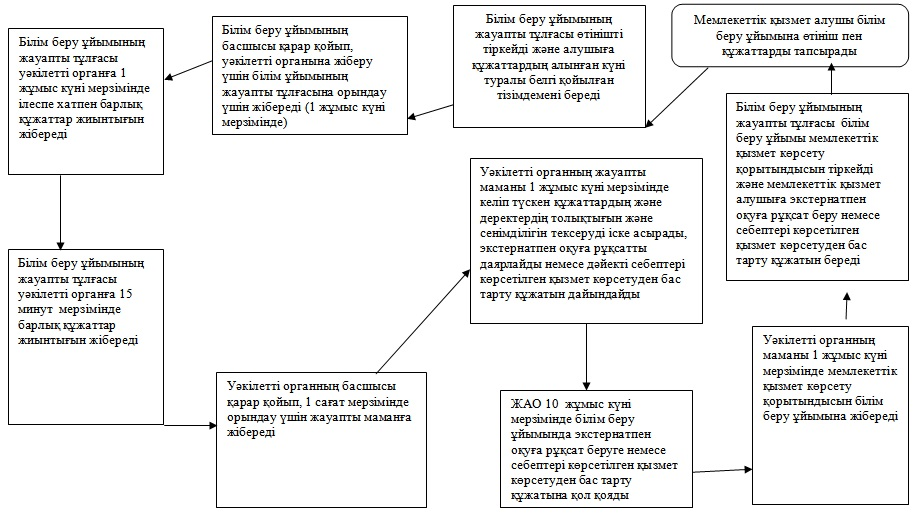 Мемлекеттік қызмет алушы білім
беру ұйымына өтініш пен
құжаттарды тапсырады
Білім беру ұйымының
жауапты тұлғасы өтінішті
тіркейді және алушыға
құжаттардың алынған күні
туралы белгі қойылған
тізімдемені береді
Білім беру ұйымының
басшысы қарар қойып,
уәкілетті органына жіберу
үшін білім ұйымының
жауапты тұлғасына орындау
үшін жібереді (1 жұмыс күні
мерзімінде)
Білім беру ұйымының
жауапты тұлғасы
уәкілетті органға 1
жұмыс күні мерзімінде
ілеспе хатпен барлық
құжаттар жиынтығын
жібереді
Білім беру ұйымының
жауапты тұлғасы
уәкілетті органға 15
минут мерзімінде
барлық құжаттар
жиынтығын жібереді
Уәкілетті органның басшысы
қарар қойып, 1 сағат мерзімінде
орындау үшін жауапты маманға
жібереді
Уәкілетті органның жауапты
маманы 1 жұмыс күні мерзімінде
келіп түскен құжаттардың және
деректердің толықтығын және
сенімділігін тексеруді іске асырады,
экстернатпен оқуға рұқсатты
даярлайды немесе дәйекті себептері
көрсетілген қызмет көрсетуден бас
тарту құжатын дайындайды
ЖАО 10 жұмыс күні
мерзімінде білім беру
ұйымында экстернатпен
оқуға рұқсат беруге немесе
себептері көрсетілген қызмет
көрсетуден бас тарту
құжатына қол қояды
Уәкілетті органның
маманы 1 жұмыс күні
мерзімінде мемлекеттік
қызмет көрсету
қорытындысын білім
беру ұйымына жібереді
Білім беру ұйымының
жауапты тұлғасы білім
беру ұйымы мемлекеттік
қызмет көрсету
қорытындысын тіркейді
және мемлекеттік қызмет
алушыға экстернатпен
оқуға рұқсат беру немесе
себептері көрсетілген
қызмет көрсетуден бас
тарту құжатын береді